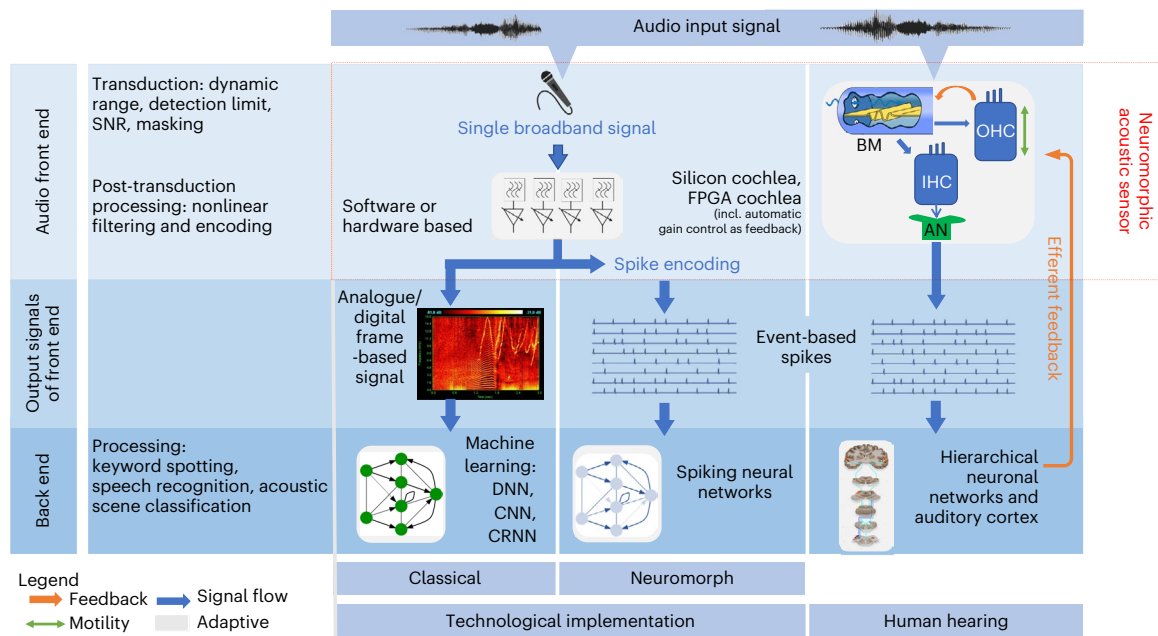 Audio input signal
Audio front end
Transduction: dynamic
range, detection limit,
SNR, masking
Post-transduction
processing: nonlinear
filtering and encoding
Single broadband signal
Software or
hardware based
Silicon cochlea,
FPGA cochlea
(incl. automatic
gain control as feedback)
Spike encoding
BM
OHC
IHC
AN
Neuromorphic
acoustic sensor
Efferent feedback
Output signals
of front end
Analogue/
digital
frame
-based
signal
Event-based
spikes
Back end
Processing:
keyword spotting,
speech recognition, acoustic
scene classification
Machine
learning:
DNN,
CNN,
CRNN
Spiking neural
networks
Hierarchical
neuronal
networks and
auditory cortex
Classical
Neuromorph
Technological implementation
Human hearing
Legend
Feedback
Signal flow
Motility
Adaptive